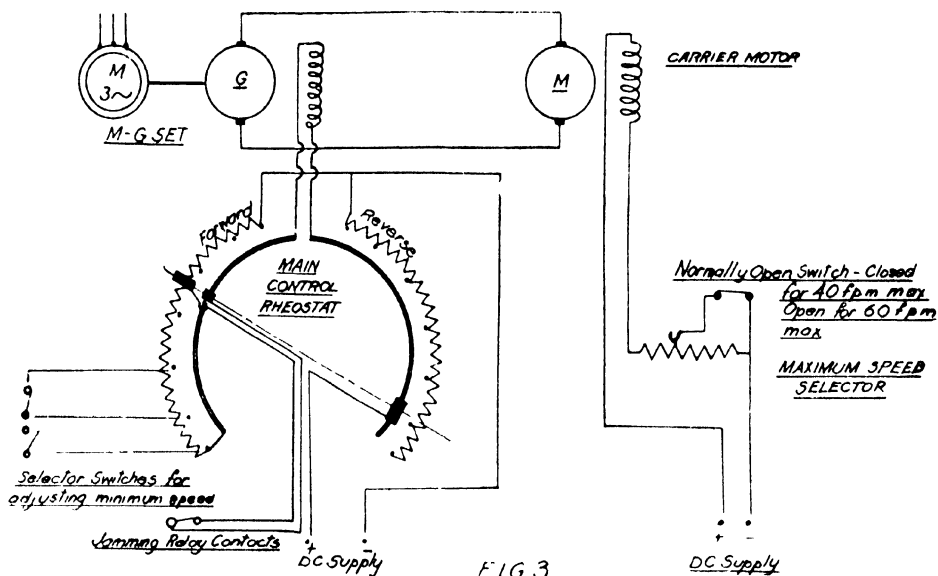 M
3~
M-G SET
G
M
CARRIER MOTOR
Forward
Reverse
MAIN
CONTROL
RHEOSTAT
Normally Open Switch - Closed
for 40 fpm max
Open for 60 fpm
max
MAXIMUM SPEED
SELECTOR
Selector Switches for
adjusting minimum speed
Jamming Relay Contacts
+
-
DC Supply
+
-
DC Supply
FIG 3